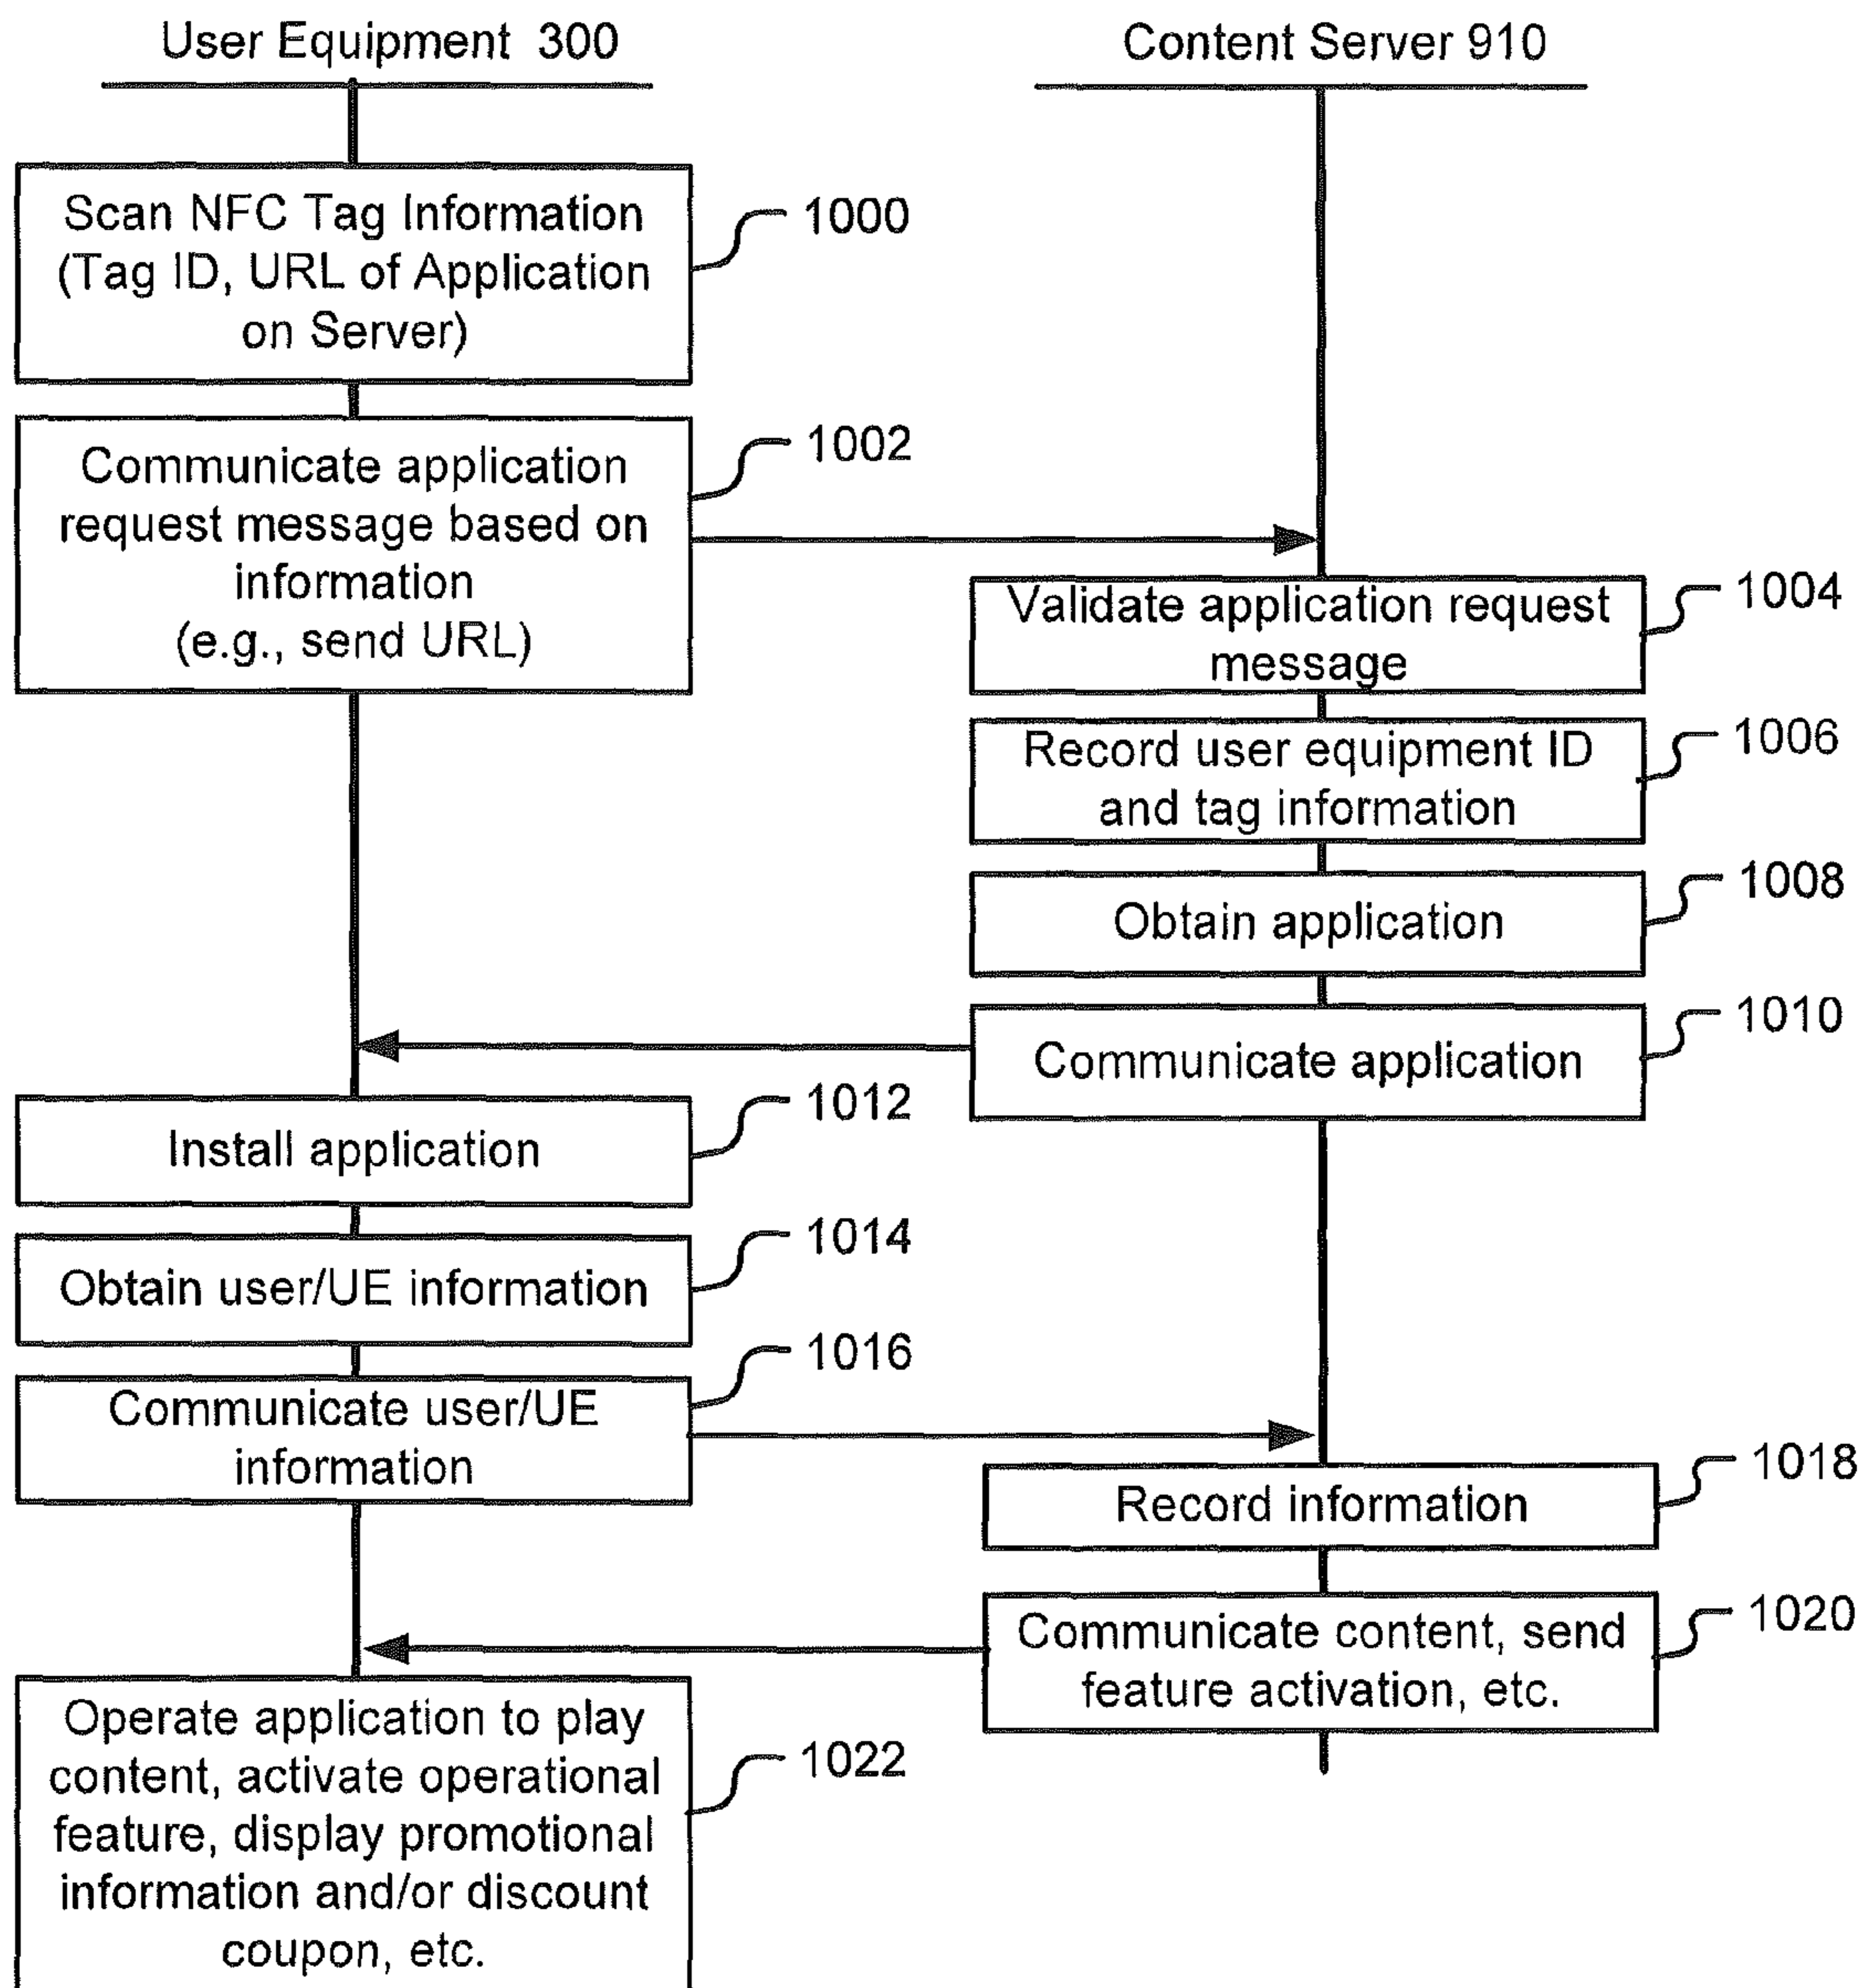 User Equipment 300
Content Server 910
Scan NFC Tag Information
(Tag ID, URL of Application
on Server)
1000
Communicate application
request message based on
information
(e.g., send URL)
1002
Validate application request
message
1004
Record user equipment ID
and tag information
1006
Obtain application
1008
Communicate application
1010
Install application
1012
Obtain user/UE information
1014
Communicate user/UE
information
1016
Record information
1018
Communicate content, send
feature activation, etc.
1020
Operate application to play
content, activate operational
feature, display promotional
information and/or discount
coupon, etc.
1022